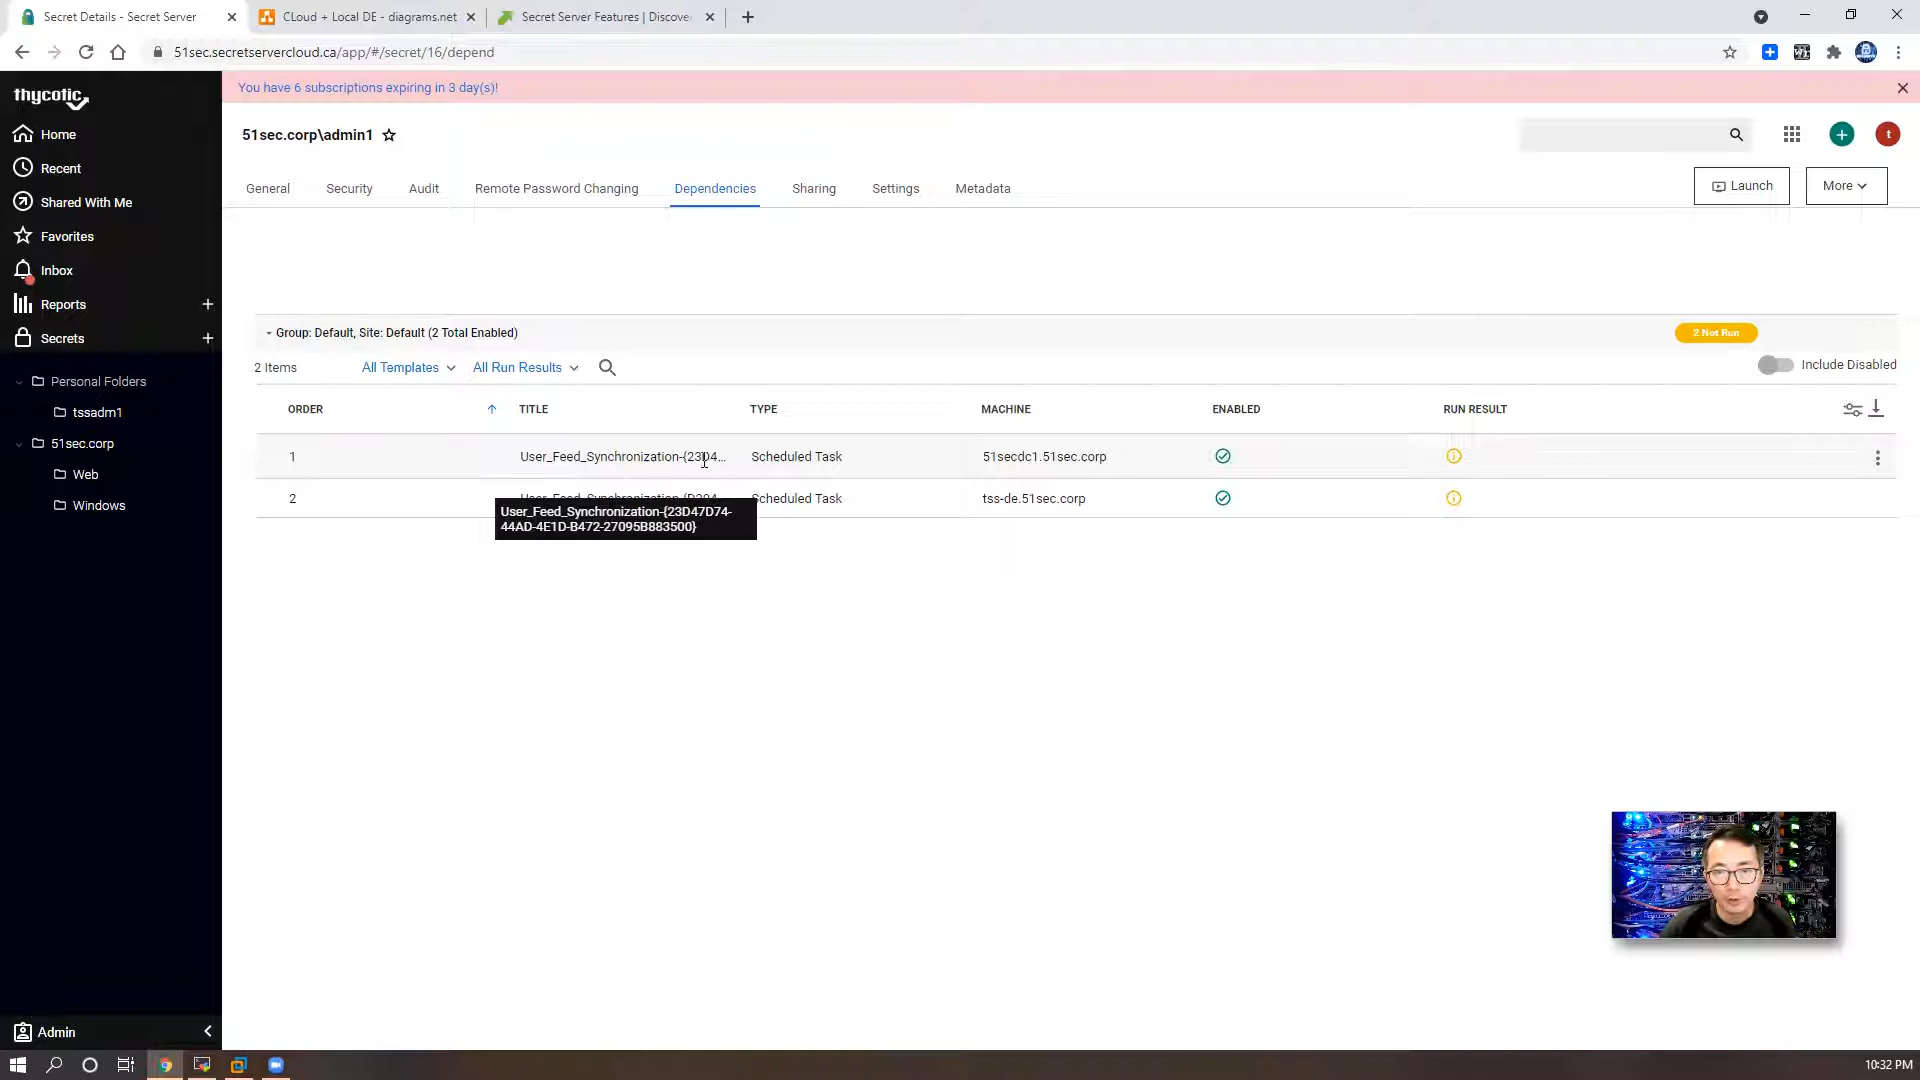 Secret Details - Secret Server
CLoud + Local DE - diagrams.net
Secret Server Features | Discove
51sec.secretservercloud.ca/app/#/secret/16/depend
thycotic
You have 6 subscriptions expiring in 3 day(s)!
Home
Recent
Shared With Me
Favorites
Inbox
Reports
Secrets
Personal Folders
tssadm1
51sec.corp
Web
Windows
Admin
51sec.corp\admin1
t
General
Security
Audit
Remote Password Changing
Dependencies
Sharing
Settings
Metadata
Launch
More
Group: Default, Site: Default (2 Total Enabled)
2 Not Run
2 Items
All Templates
All Run Results
Include Disabled
ORDER
TITLE
TYPE
MACHINE
ENABLED
RUN RESULT
1
User_Feed_Synchronization-{23D4...
Scheduled Task
51secdc1.51sec.corp
2
Scheduled Task
tss-de.51sec.corp
User_Feed_Synchronization-{23D47D74-
44AD-4E1D-B472-27095B883500}
10:32 PM